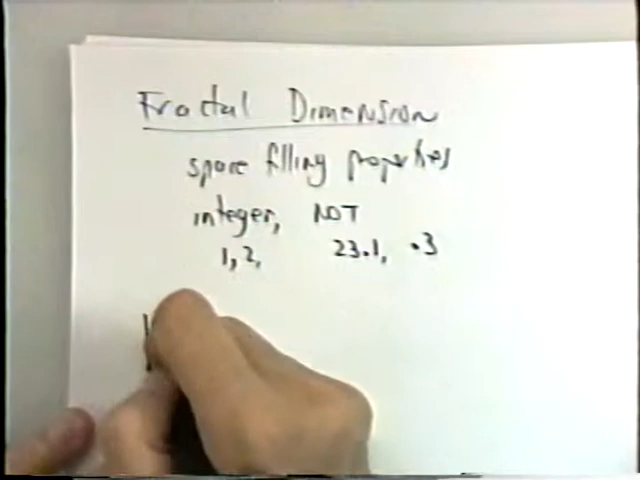 Fractal Dimension
space filling properties
integer, NOT
1, 2, 23.1, .3